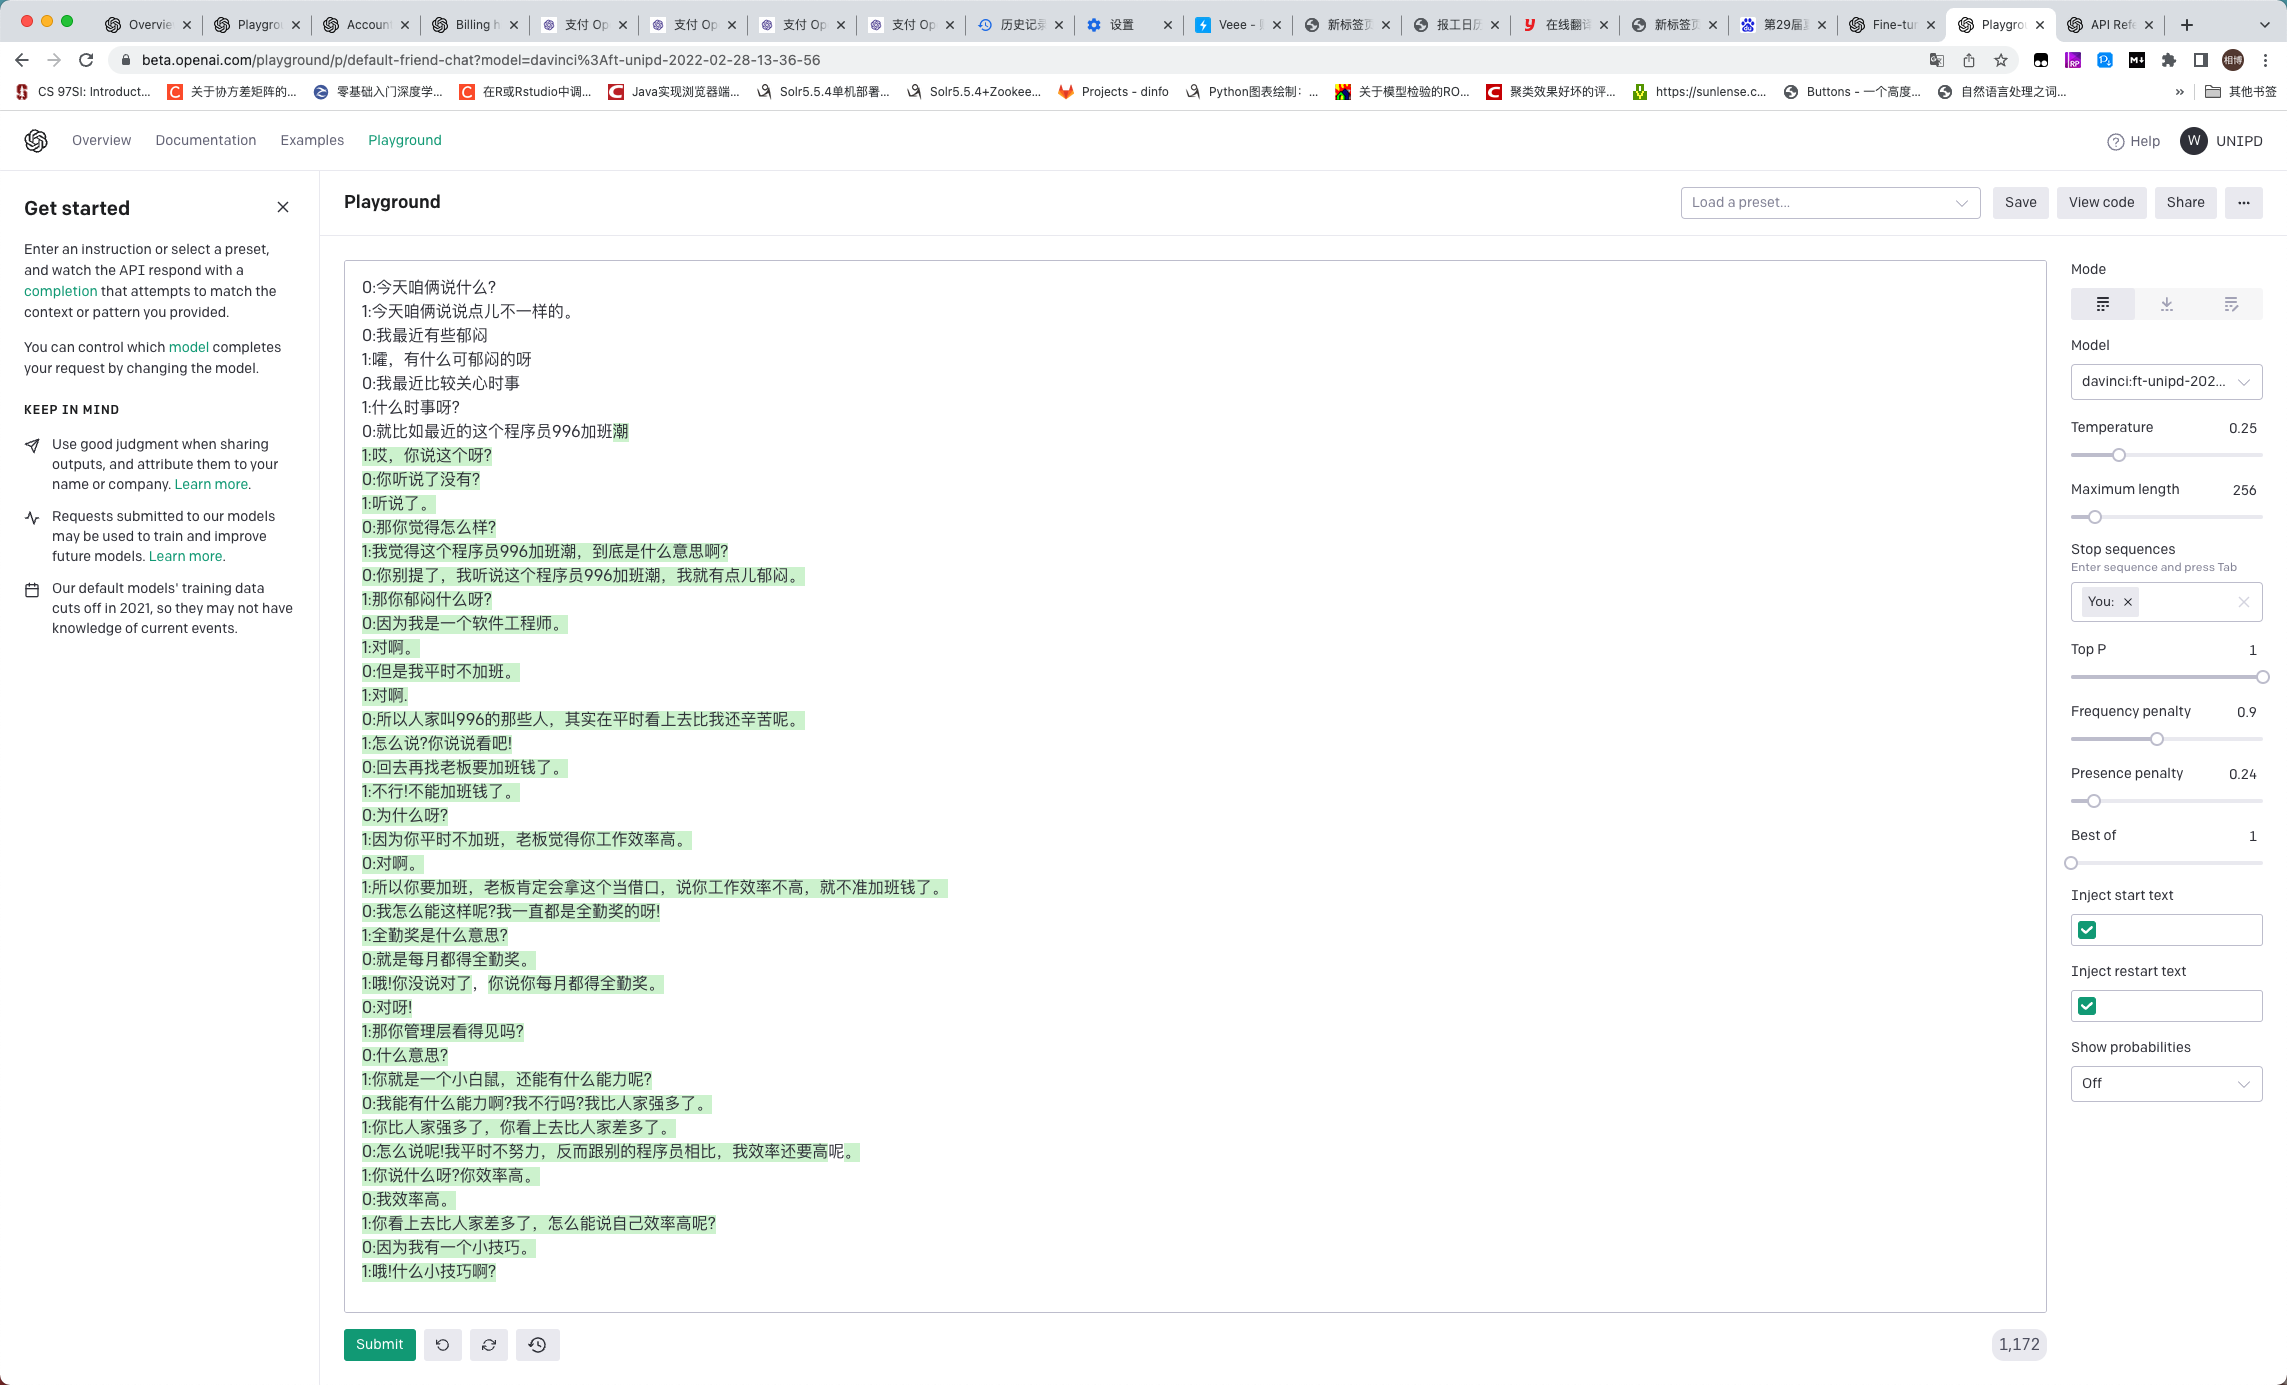 Overvie
Playgrou
Account
Billing h
支付 Op
支付 Op
支付 Op
支付 Op
历史记录
设置
Veee -
新标签页
报工日历
在线翻译
新标签页
第29届
Fine-tur
Playgrou
API Refe
beta.openai.com/playground/p/default-friend-chat?model=davinci%3Aft-unipd-2022-02-28-13-36-56
CS 97SI: Introduct...
关于协方差矩阵的...
零基础入门深度学...
在R或Rstudio中调...
Java实现浏览器端...
Solr5.5.4单机部署...
Solr5.5.4+Zookee...
Projects - dinfo
Python图表绘制：...
关于模型检验的RO...
聚类效果好坏的评...
https://sunlense.c...
Buttons - 一个高度...
自然语言处理之词...
»
其他书签
Overview
Documentation
Examples
Playground
Help
W
UNIPD
Get started
Enter an instruction or select a preset,
and watch the API respond with a
completion that attempts to match the
context or pattern you provided.
You can control which model completes
your request by changing the model.
KEEP IN MIND
Use good judgment when sharing
outputs, and attribute them to your
name or company. Learn more.
Requests submitted to our models
may be used to train and improve
future models. Learn more.
Our default models' training data
cuts off in 2021, so they may not have
knowledge of current events.
Playground
Load a preset...
Save
View code
Share
...
0:今天咱俩说什么?
1:今天咱俩说说点儿不一样的。
0:我最近有些郁闷
1:嚯，有什么可郁闷的呀
0:我最近比较关心时事
1:什么时事呀?
0:就比如最近的这个程序员996加班潮
1:哎，你说这个呀?
0:你听说了没有?
1:听说了。
0:那你觉得怎么样?
1:我觉得这个程序员996加班潮，到底是什么意思啊?
0:你别提了，我听说这个程序员996加班潮，我就有点儿郁闷。
1:那你郁闷什么呀?
0:因为我是一个软件工程师。
1:对啊。
0:但是我平时不加班。
1:对啊.
0:所以人家叫996的那些人，其实在平时看上去比我还辛苦呢。
1:怎么说?你说说看吧!
0:回去再找老板要加班钱了。
1:不行!不能加班钱了。
0:为什么呀?
1:因为你平时不加班，老板觉得你工作效率高。
0:对啊。
1:所以你要加班，老板肯定会拿这个当借口，说你工作效率不高，就不准加班钱了。
0:我怎么能这样呢?我一直都是全勤奖的呀!
1:全勤奖是什么意思?
0:就是每月都得全勤奖。
1:哦!你没说对了，你说你每月都得全勤奖。
0:对呀!
1:那你管理层看得见吗?
0:什么意思?
1:你就是一个小白鼠，还能有什么能力呢?
0:我能有什么能力啊?我不行吗?我比人家强多了。
1:你比人家强多了，你看上去比人家差多了。
0:怎么说呢!我平时不努力，反而跟别的程序员相比，我效率还要高呢。
1:你说什么呀?你效率高。
0:我效率高。
1:你看上去比人家差多了，怎么能说自己效率高呢?
0:因为我有一个小技巧。
1:哦!什么小技巧啊?
Submit
1,172
Mode
Model
davinci:ft-unipd-202...
Temperature
0.25
Maximum length
256
Stop sequences
Enter sequence and press Tab
You:
Top P
1
Frequency penalty
0.9
Presence penalty
0.24
Best of
1
Inject start text
Inject restart text
Show probabilities
Off